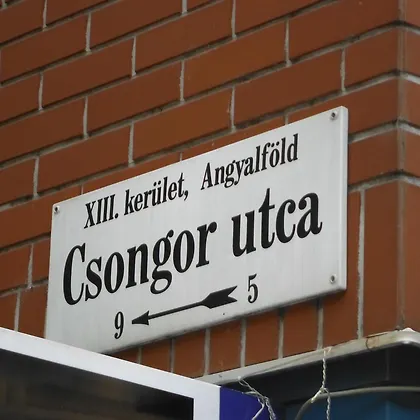 XIII. kerület, Angyalföld
Csongor utca
9 ← 5